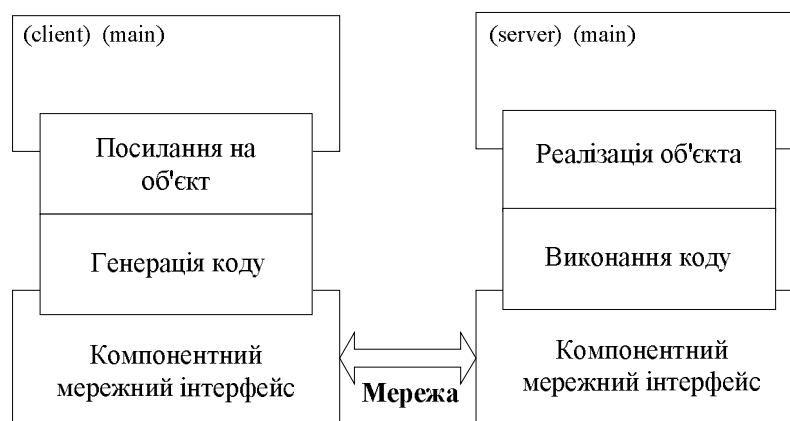 (client) (main)
Посилання на
об'єкт
Генерація коду
Компонентний
мережний інтерфейс
Мережа
(server) (main)
Реалізація об'єкта
Виконання коду
Компонентний
мережний інтерфейс